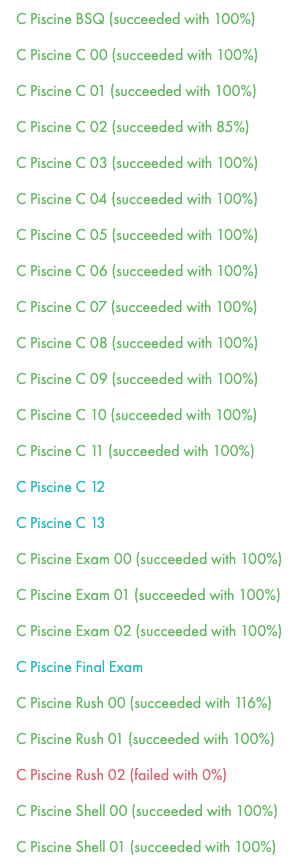 C Piscine BSQ (succeeded with 100%)
C Piscine C 00 (succeeded with 100%)
C Piscine C 01 (succeeded with 100%)
C Piscine C 02 (succeeded with 85%)
C Piscine C 03 (succeeded with 100%)
C Piscine C 04 (succeeded with 100%)
C Piscine C 05 (succeeded with 100%)
C Piscine C 06 (succeeded with 100%)
C Piscine C 07 (succeeded with 100%)
C Piscine C 08 (succeeded with 100%)
C Piscine C 09 (succeeded with 100%)
C Piscine C 10 (succeeded with 100%)
C Piscine C 11 (succeeded with 100%)
C Piscine C 12
C Piscine C 13
C Piscine Exam 00 (succeeded with 100%)
C Piscine Exam 01 (succeeded with 100%)
C Piscine Exam 02 (succeeded with 100%)
C Piscine Final Exam
C Piscine Rush 00 (succeeded with 116%)
C Piscine Rush 01 (succeeded with 100%)
C Piscine Rush 02 (failed with 0%)
C Piscine Shell 00 (succeeded with 100%)
C Piscine Shell 01 (succeeded with 100%)